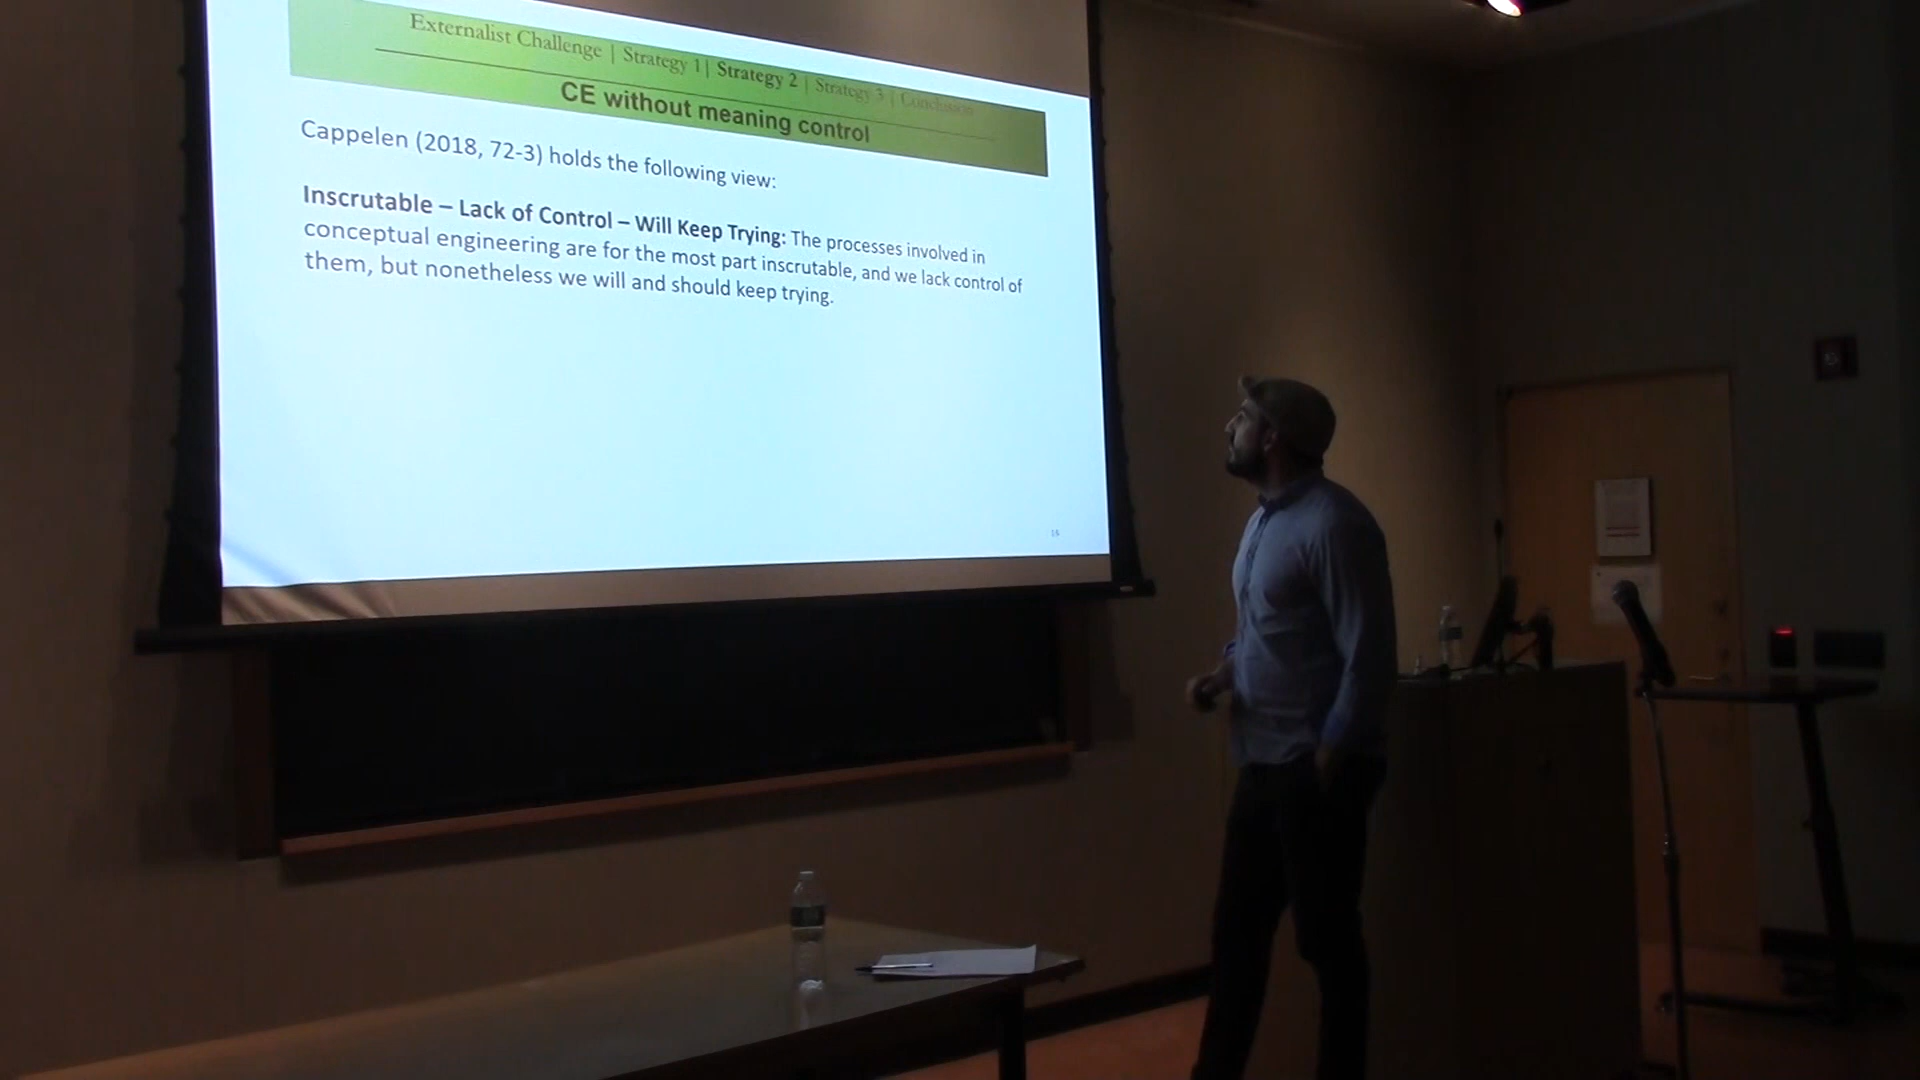 Externalist Challenge | Strategy 1| Strategy 2 | Strategy 3 | Conclusion
CE without meaning control
Cappelen (2018, 72-3) holds the following view:
Inscrutable – Lack of Control – Will Keep Trying: The processes involved in
conceptual engineering are for the most part inscrutable, and we lack control of
them, but nonetheless we will and should keep trying.
16